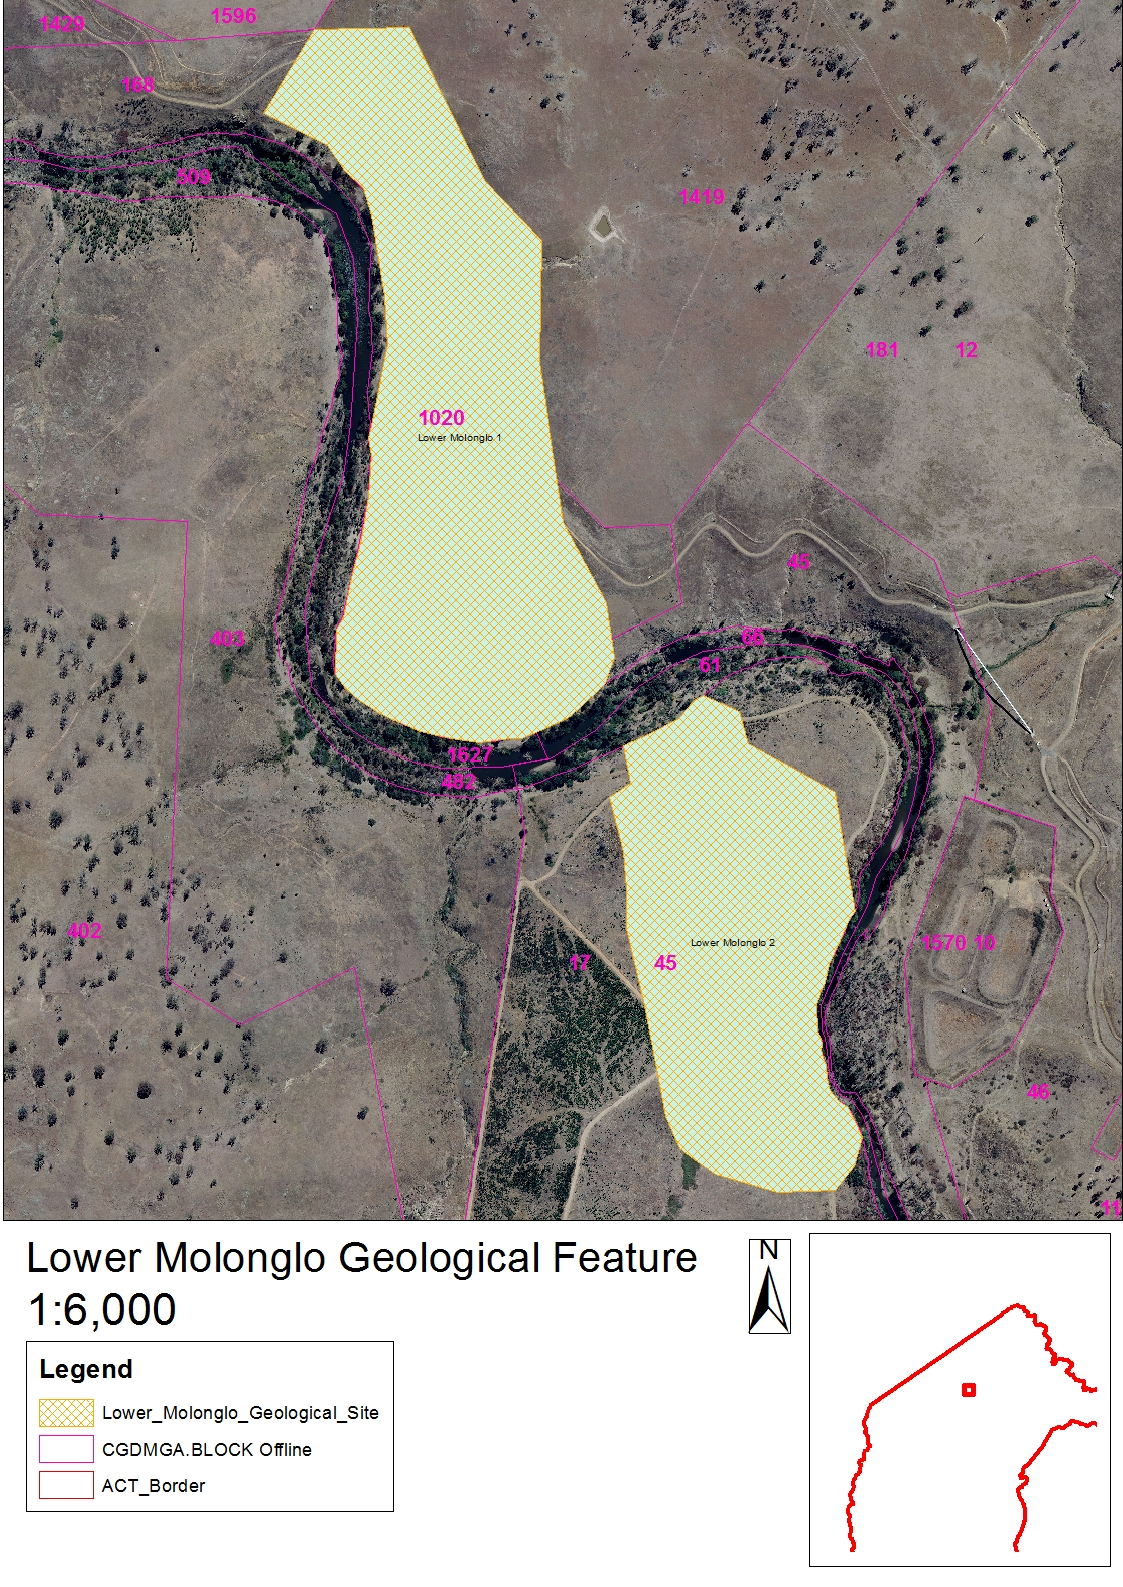 1429
1596
168
509
1419
181
12
1020
Lower Molonglo 1
45
403
66
61
1627
482
402
Lower Molonglo 2
17
45
1570 10
46
11
Lower Molonglo Geological Feature
1:6,000
N
Legend
Lower_Molonglo_Geological_Site
CGDMGA.BLOCK Offline
ACT_Border